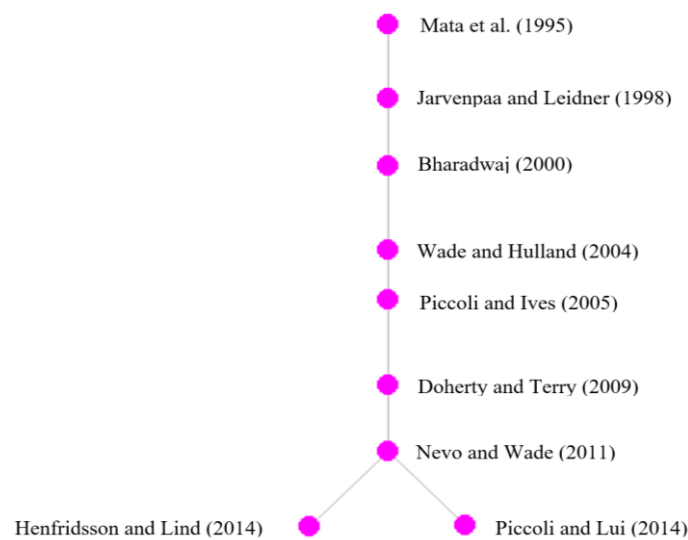 Mata et al. (1995)
Jarvenpaa and Leidner (1998)
Bharadwaj (2000)
Wade and Hulland (2004)
Piccoli and Ives (2005)
Doherty and Terry (2009)
Nevo and Wade (2011)
Henfridsson and Lind (2014)
Piccoli and Lui (2014)